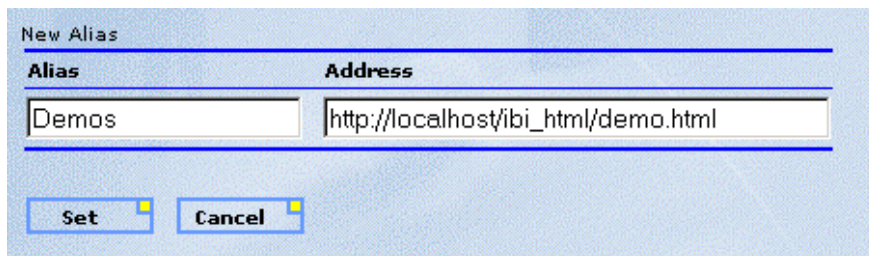 New Alias
Alias Address
Demos http://localhost/ibi_html/demo.html
Set Cancel